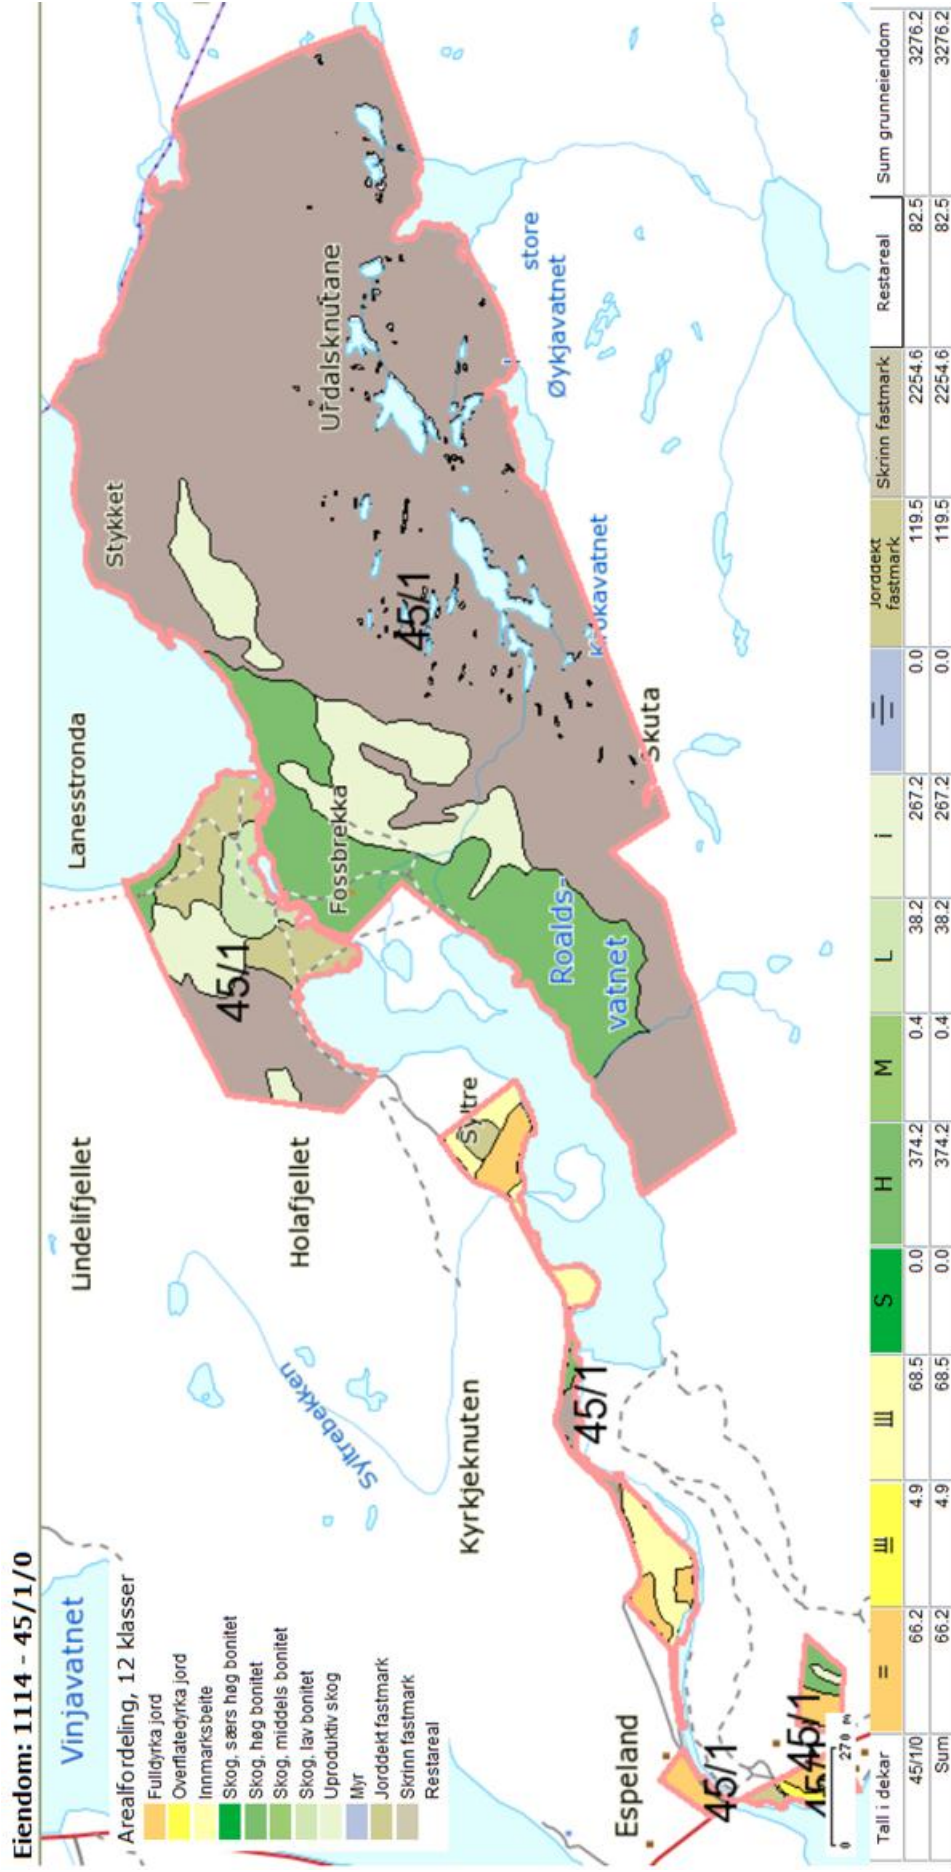 Eiendom: 1114 - 45/1/0
Vinjavatnet
Arealfordeling, 12 klasser
Fulldyrka jord
Overflatedyrka jord
Innmarksbeite
Skog, særs høg bonitet
Skog, høg bonitet
Skog, middels bonitet
Skog, lav bonitet
Uproduktiv skog
Myr
Jorddekt fastmark
Skrinn fastmark
Restareal
Lindelifjellet
Lanesstronda
Stykket
45/1
Holafjellet
Fossbrekka
Urdalsknutane
Syltrebekken
45/1
Kyrkjeknuten
Syltre
store
Øykjavatnet
Roalds-
vatnet
Krokavatnet
Skuta
45/1
Espeland
45/1
45/1
45/1
0 270 m
Tall i dekar S H M L i Jorddekt fastmark Skrinn fastmark Restareal Sum grunneiendom
45/1/0 66.2 4.9 68.5 0.0 374.2 0.4 38.2 267.2 0.0 119.5 2254.6 82.5 3276.2
Sum 66.2 4.9 68.5 0.0 374.2 0.4 38.2 267.2 0.0 119.5 2254.6 82.5 3276.2